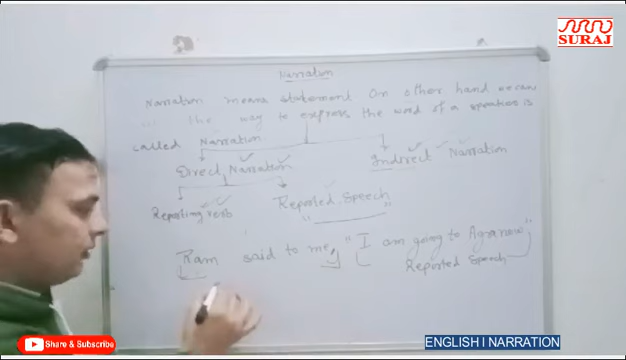 SURAJ
Narration
Narration means statement On other hand we can
the way to express the word of a speaker is
called Narration
Direct Narration Indirect Narration
Reporting verb Reported Speech
Ram said to me, "I am going to Agra now"
Reported Speech
Share & Subscribe
ENGLISH I NARRATION